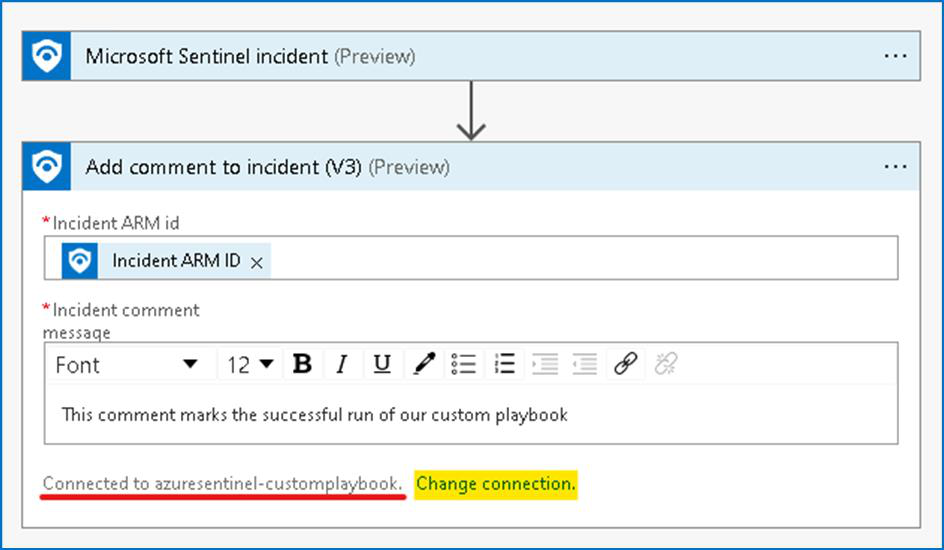 Microsoft Sentinel incident (Preview)
Add comment to incident (V3) (Preview)
*Incident ARM id
Incident ARM ID ×
*Incident comment
message
Font 12 B I U
This comment marks the successful run of our custom playbook
Connected to azuresentinel-customplaybook. Change connection.